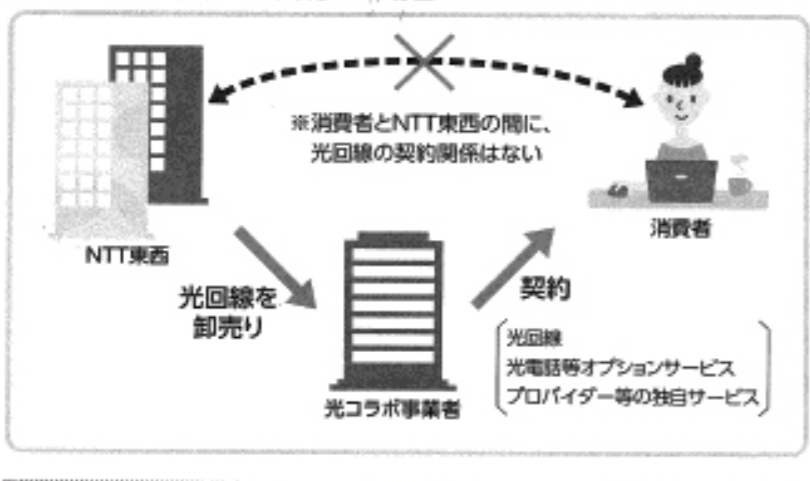 ※消費者とNTT東西の間に、
光回線の契約関係はない
NTT東西
消費者
光回線を
卸売り
契約
光回線
光電話等オプションサービス
プロバイダー等の独自サービス
光コラボ事業者